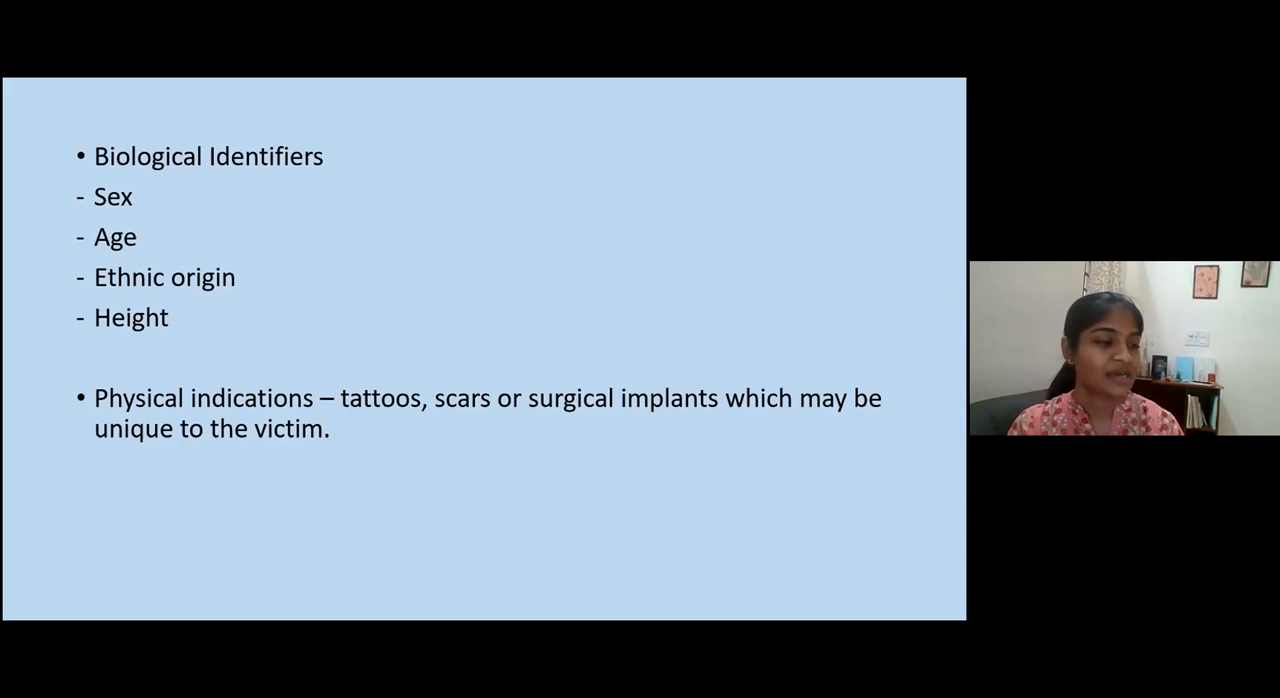 • Biological Identifiers
- Sex
- Age
- Ethnic origin
- Height
• Physical indications – tattoos, scars or surgical implants which may be
unique to the victim.